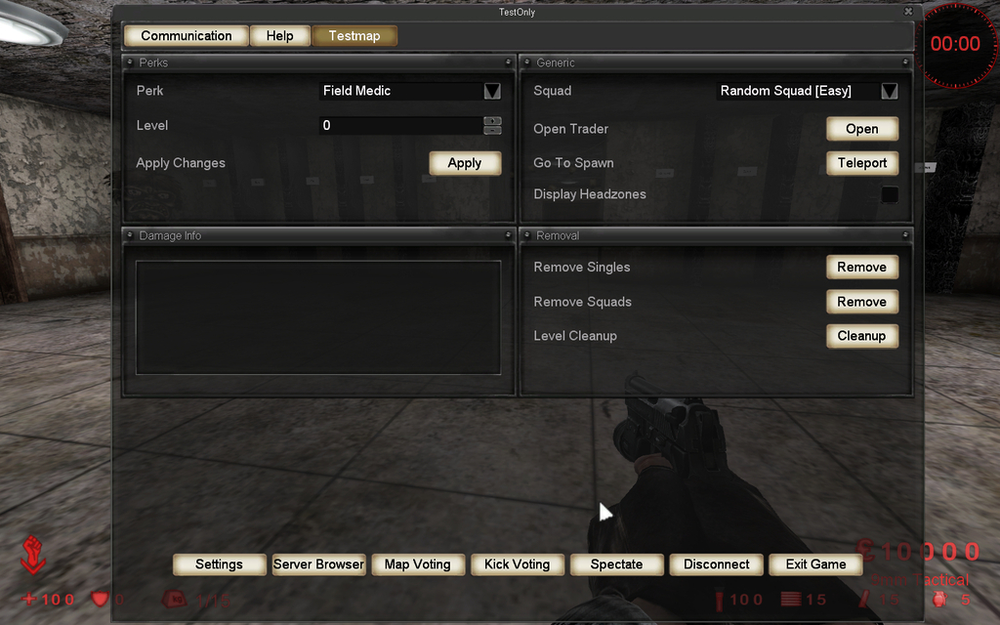 TestOnly
Communication Help Testmap
00:00
Perks
Perk Field Medic
Level 0
Apply Changes Apply
Generic
Squad Random Squad [Easy]
Open Trader Open
Go To Spawn Teleport
Display Headzones
Damage Info
Removal
Remove Singles Remove
Remove Squads Remove
Level Cleanup Cleanup
Settings Server Browser Map Voting Kick Voting Spectate Disconnect Exit Game
£10000
Tactical
100 0 100 15 15 5